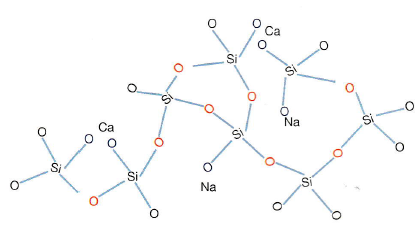 O O Ca
O Si O O
O Si O
O Si O O Na Si O
O Ca O O Si O O
O Si O Si O O Si
O Na O O